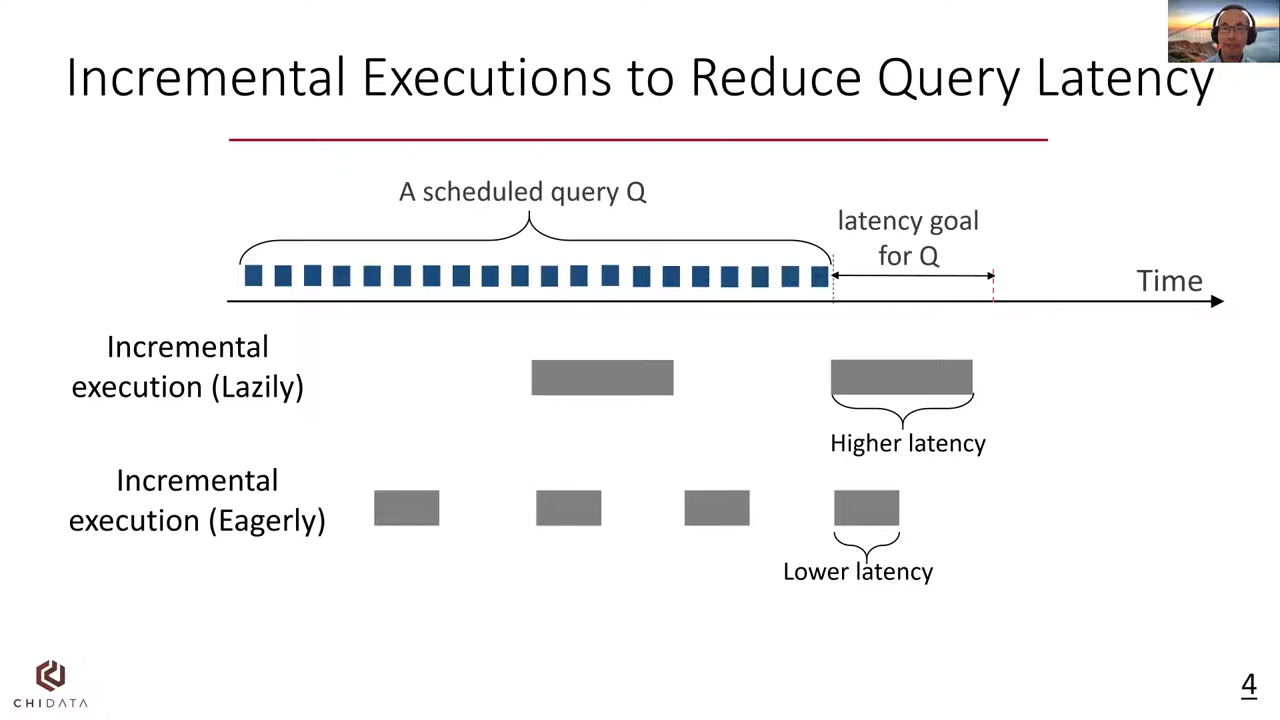 Incremental Executions to Reduce Query Latency
A scheduled query Q
latency goal
for Q
Time
Incremental
execution (Lazily)
Higher latency
Incremental
execution (Eagerly)
Lower latency
CHIDATA
4